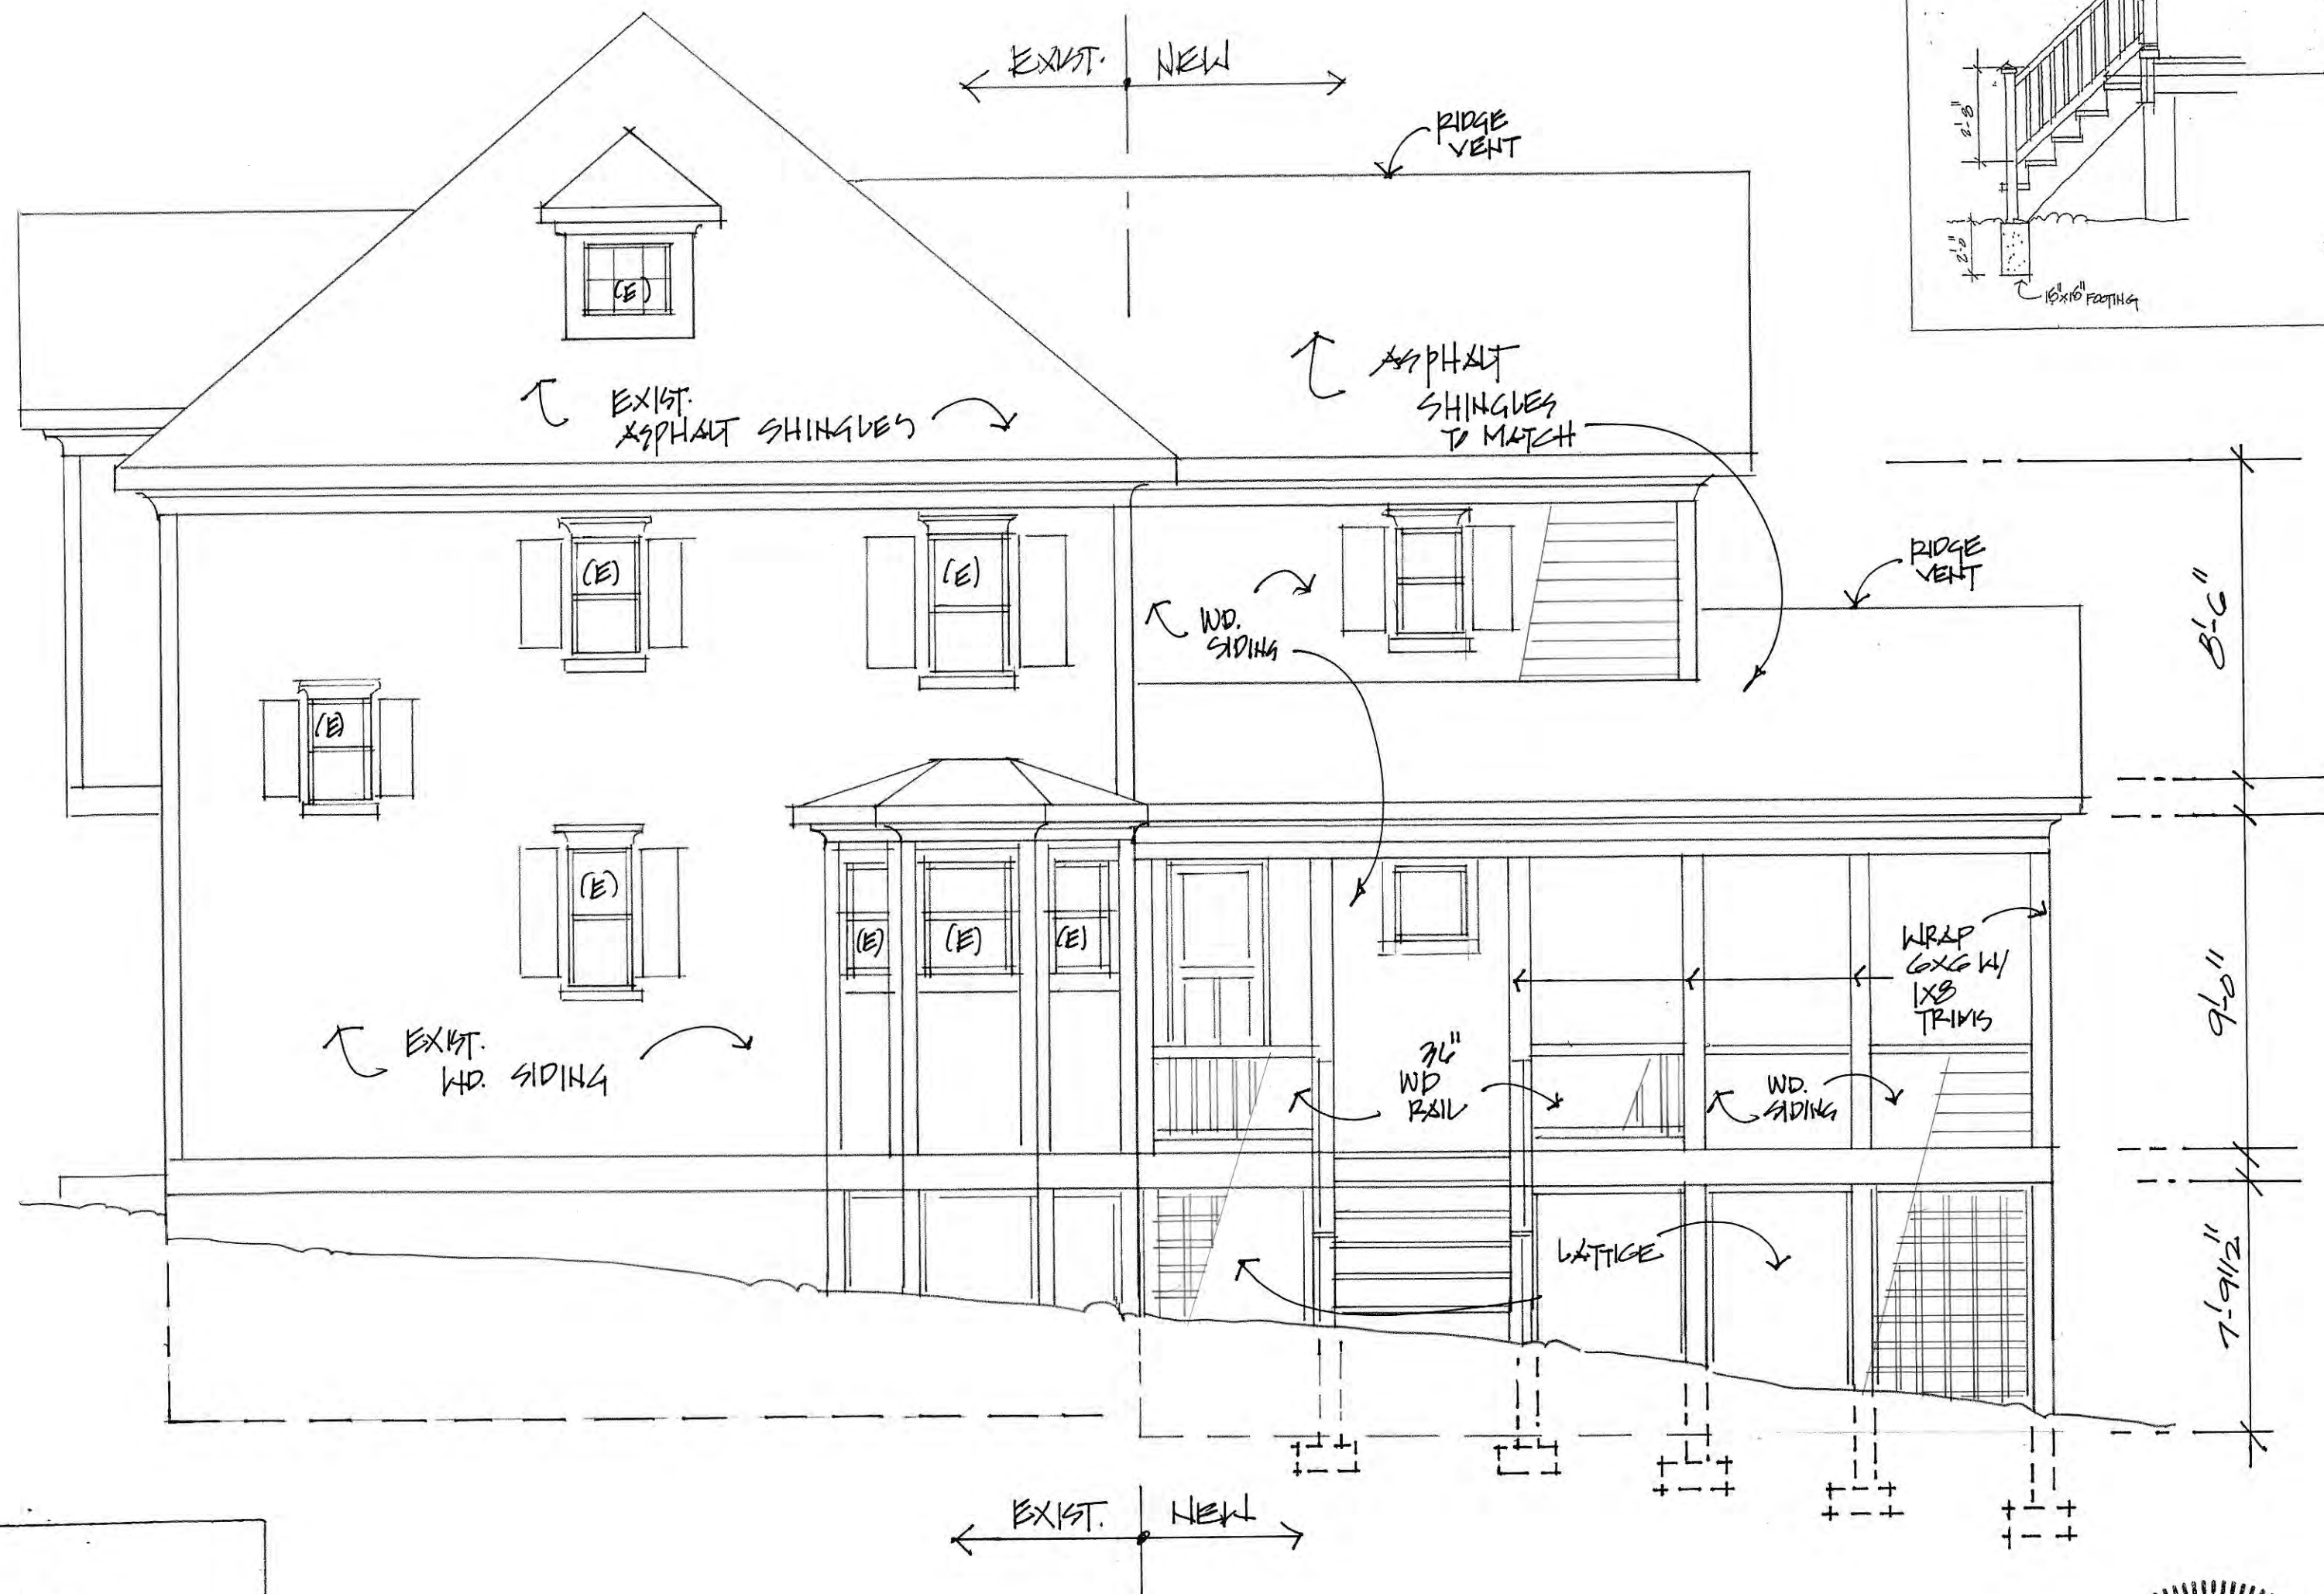 EXIST. NEW
RIDGE
VENT
2'-8"
2'-0"
(E)
EXIST.
ASPHALT SHINGLES
ASPHALT
SHINGLES
TO MATCH
(E)
(E)
(E)
WD.
SIDING
RIDGE
VENT
8'-6"
(E)
(E)
(E)
(E)
WRAP
6X6 W/
1X8
TRIMS
9'-0"
EXIST.
WD. SIDING
36"
WD
RAIL
WD.
SIDING
LATTICE
7'-9 1/2"
EXIST. NEW
FOOTING